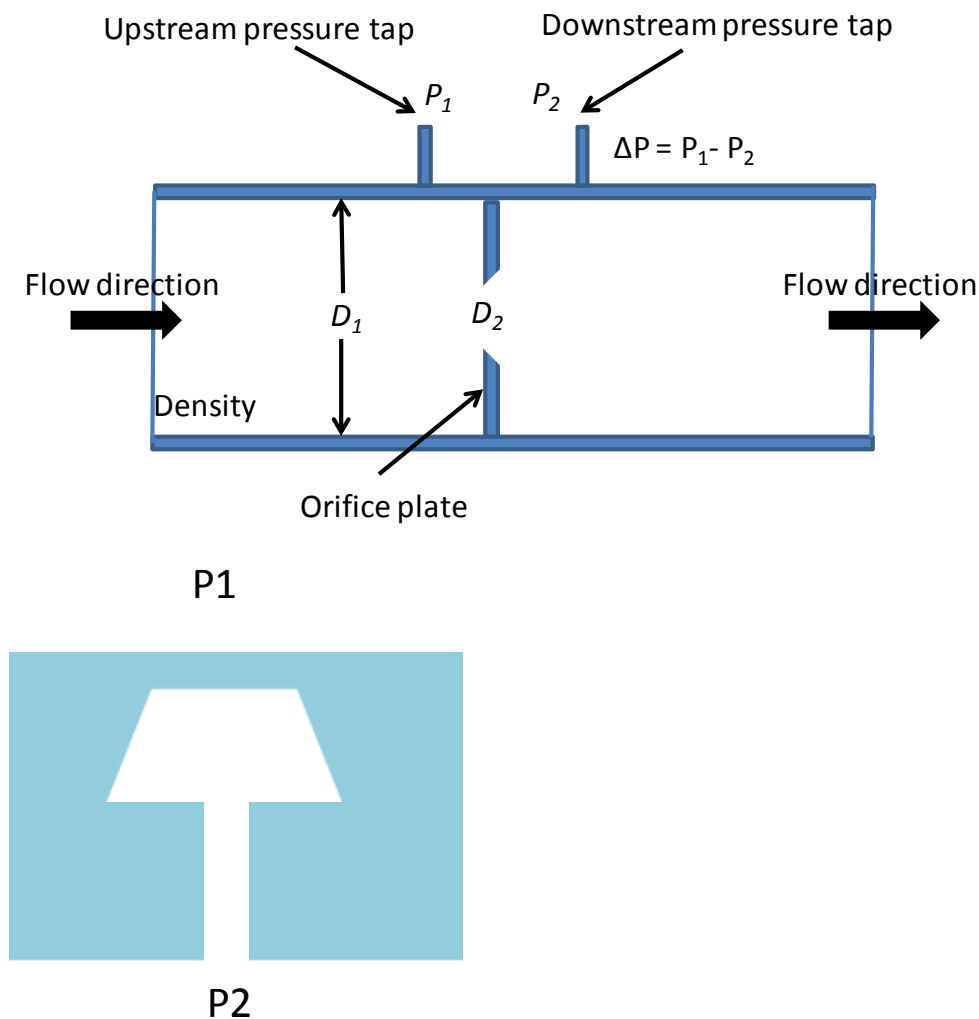 Upstream pressure tap
Downstream pressure tap
P1
P2
ΔP = P1- P2
Flow direction
Flow direction
D1
D2
Density
Orifice plate
P1
P2